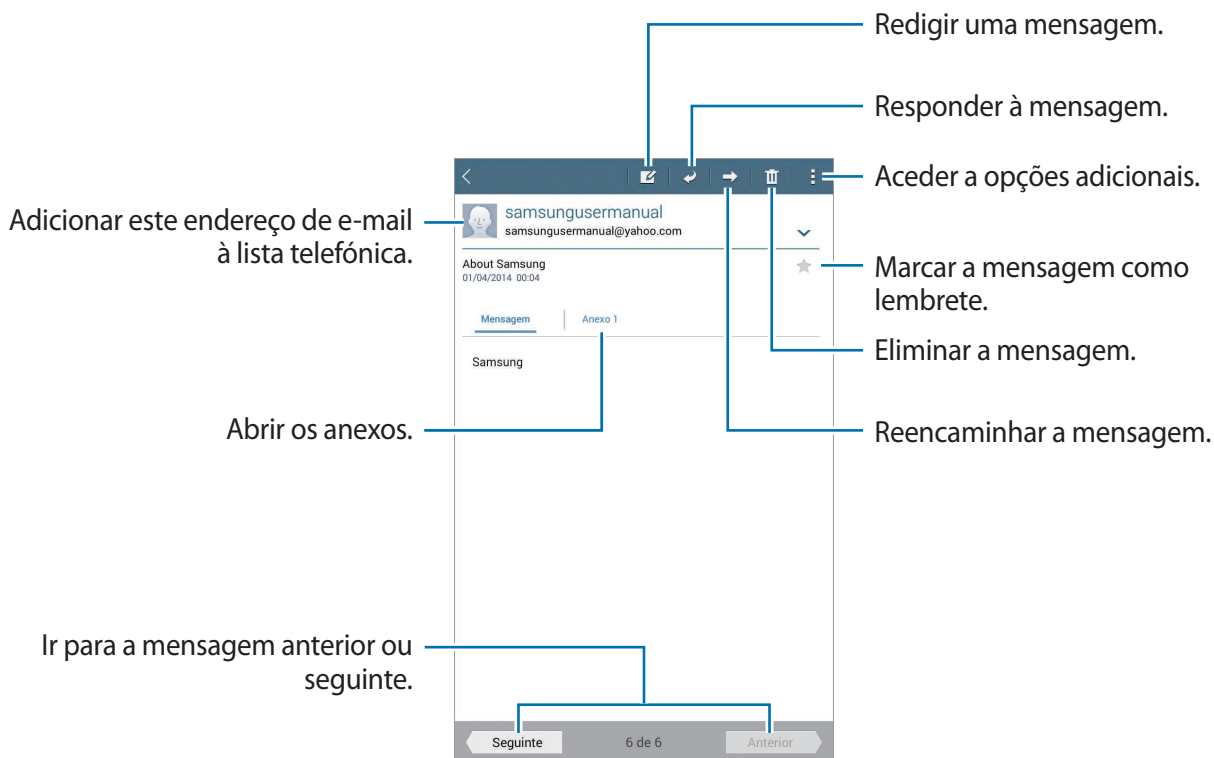 Redigir uma mensagem.
Responder à mensagem.
Aceder a opções adicionais.
Adicionar este endereço de e-mail
à lista telefónica.
samsungusermanual
samsungusermanual@yahoo.com
About Samsung
01/04/2014 00:04
Marcar a mensagem como
lembrete.
Mensagem
Anexo 1
Eliminar a mensagem.
Samsung
Abrir os anexos.
Reencaminhar a mensagem.
Ir para a mensagem anterior ou
seguinte.
Seguinte
6 de 6
Anterior